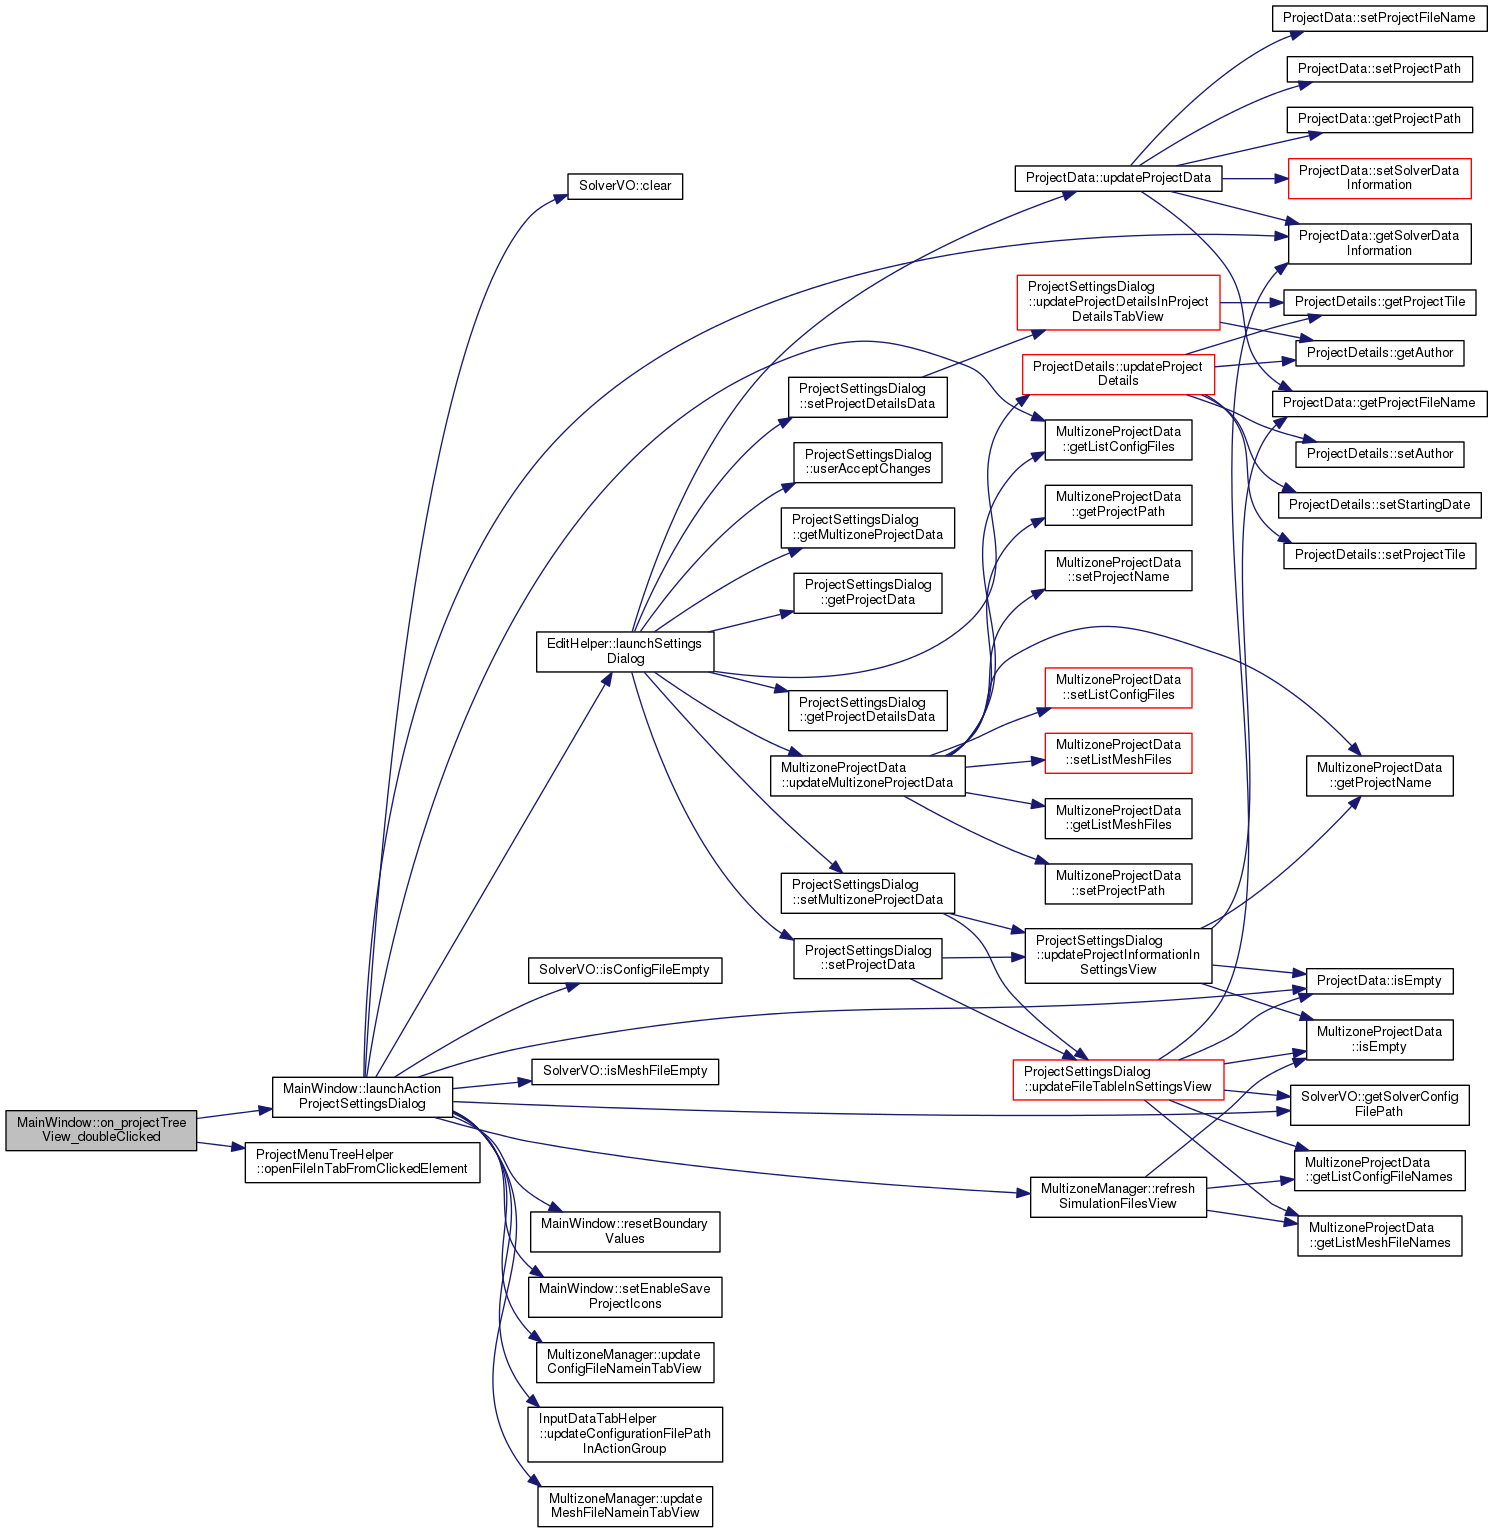 ProjectData::setProjectFileName
ProjectData::setProjectPath
ProjectData::getProjectPath
ProjectData::updateProjectData
ProjectData::setSolverData
Information
SolverVO::clear
ProjectData::getSolverData
Information
ProjectSettingsDialog
::updateProjectDetailsInProject
DetailsTabView
ProjectDetails::getProjectTile
ProjectDetails::getAuthor
ProjectDetails::updateProject
Details
ProjectSettingsDialog
::setProjectDetailsData
ProjectData::getProjectFileName
MultizoneProjectData
::getListConfigFiles
ProjectDetails::setAuthor
ProjectSettingsDialog
::userAcceptChanges
MultizoneProjectData
::getProjectPath
ProjectDetails::setStartingDate
ProjectSettingsDialog
::getMultizoneProjectData
ProjectDetails::setProjectTile
MultizoneProjectData
::setProjectName
ProjectSettingsDialog
::getProjectData
EditHelper::launchSettings
Dialog
MultizoneProjectData
::setListConfigFiles
ProjectSettingsDialog
::getProjectDetailsData
MultizoneProjectData
::setListMeshFiles
MultizoneProjectData
::updateMultizoneProjectData
MultizoneProjectData
::getProjectName
MultizoneProjectData
::getListMeshFiles
MultizoneProjectData
::setProjectPath
ProjectSettingsDialog
::setMultizoneProjectData
ProjectSettingsDialog
::setProjectData
ProjectSettingsDialog
::updateProjectInformationIn
SettingsView
SolverVO::isConfigFileEmpty
ProjectData::isEmpty
MultizoneProjectData
::isEmpty
SolverVO::isMeshFileEmpty
ProjectSettingsDialog
::updateFileTableInSettingsView
MainWindow::launchAction
ProjectSettingsDialog
SolverVO::getSolverConfig
FilePath
MainWindow::on_projectTree
View_doubleClicked
ProjectMenuTreeHelper
::openFileInTabFromClickedElement
MultizoneProjectData
::getListConfigFileNames
MultizoneManager::refresh
SimulationFilesView
MainWindow::resetBoundary
Values
MultizoneProjectData
::getListMeshFileNames
MainWindow::setEnableSave
ProjectIcons
MultizoneManager::update
ConfigFileNameinTabView
InputDataTabHelper
::updateConfigurationFilePath
InActionGroup
MultizoneManager::update
MeshFileNameinTabView